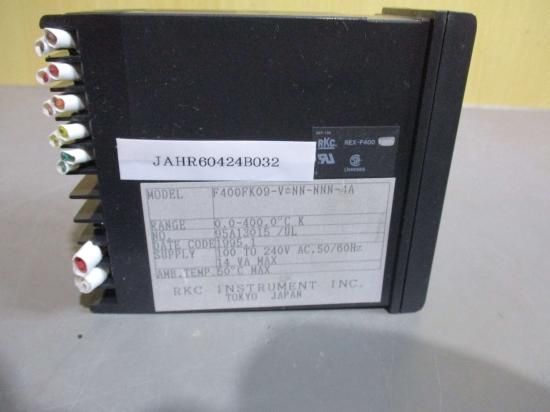 RKC
REX-F400
JAHR60424B032
MODEL F400FK09-V*NN-NNN-1A
RANGE 0.0-400.0°C K
NO. 95A13015 /UL
DATE CODE 1995.1
SUPPLY 100 TO 240V AC.50/60Hz
14 VA MAX
AMB.TEMP.50°C MAX
RKC INSTRUMENT INC.
TOKYO JAPAN